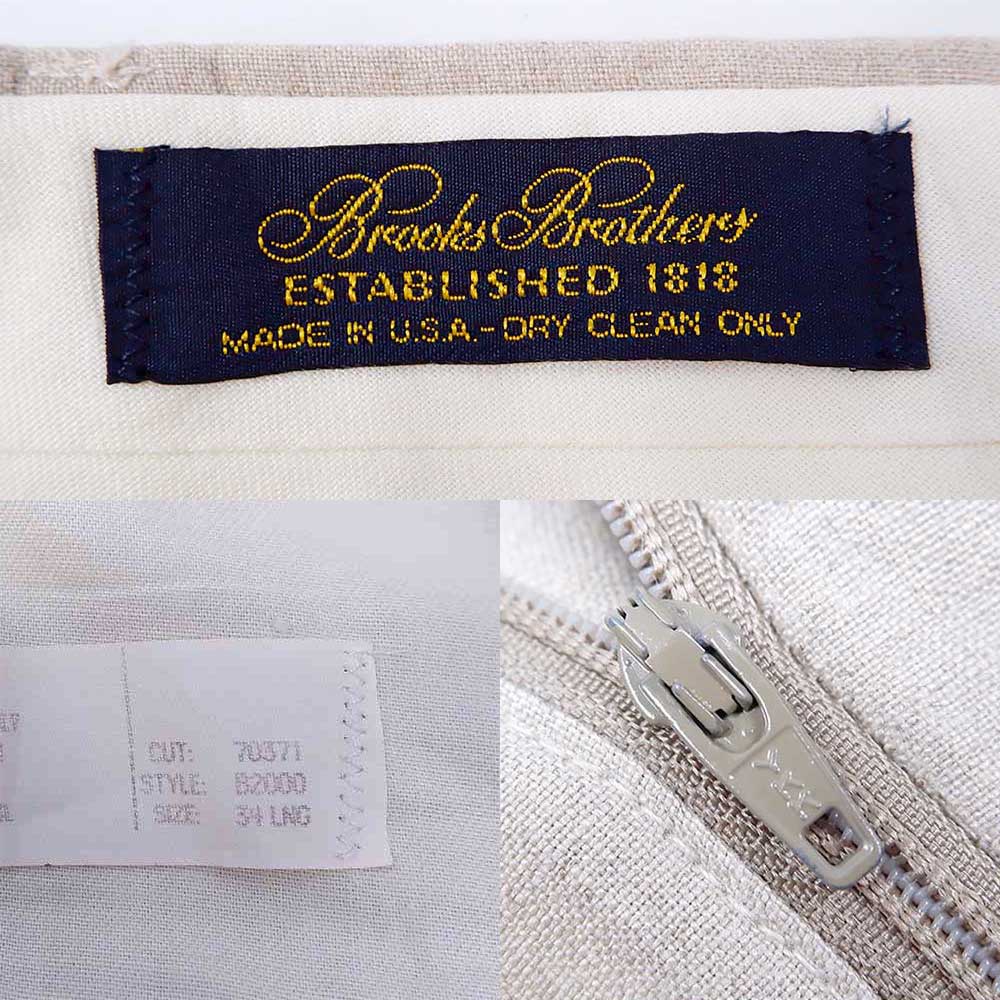 Brooks Brothers
ESTABLISHED 1818
MADE IN U.S.A.-DRY CLEAN ONLY
CUT: 70371
STYLE: B2000
SIZE: 34 LNG
YKK